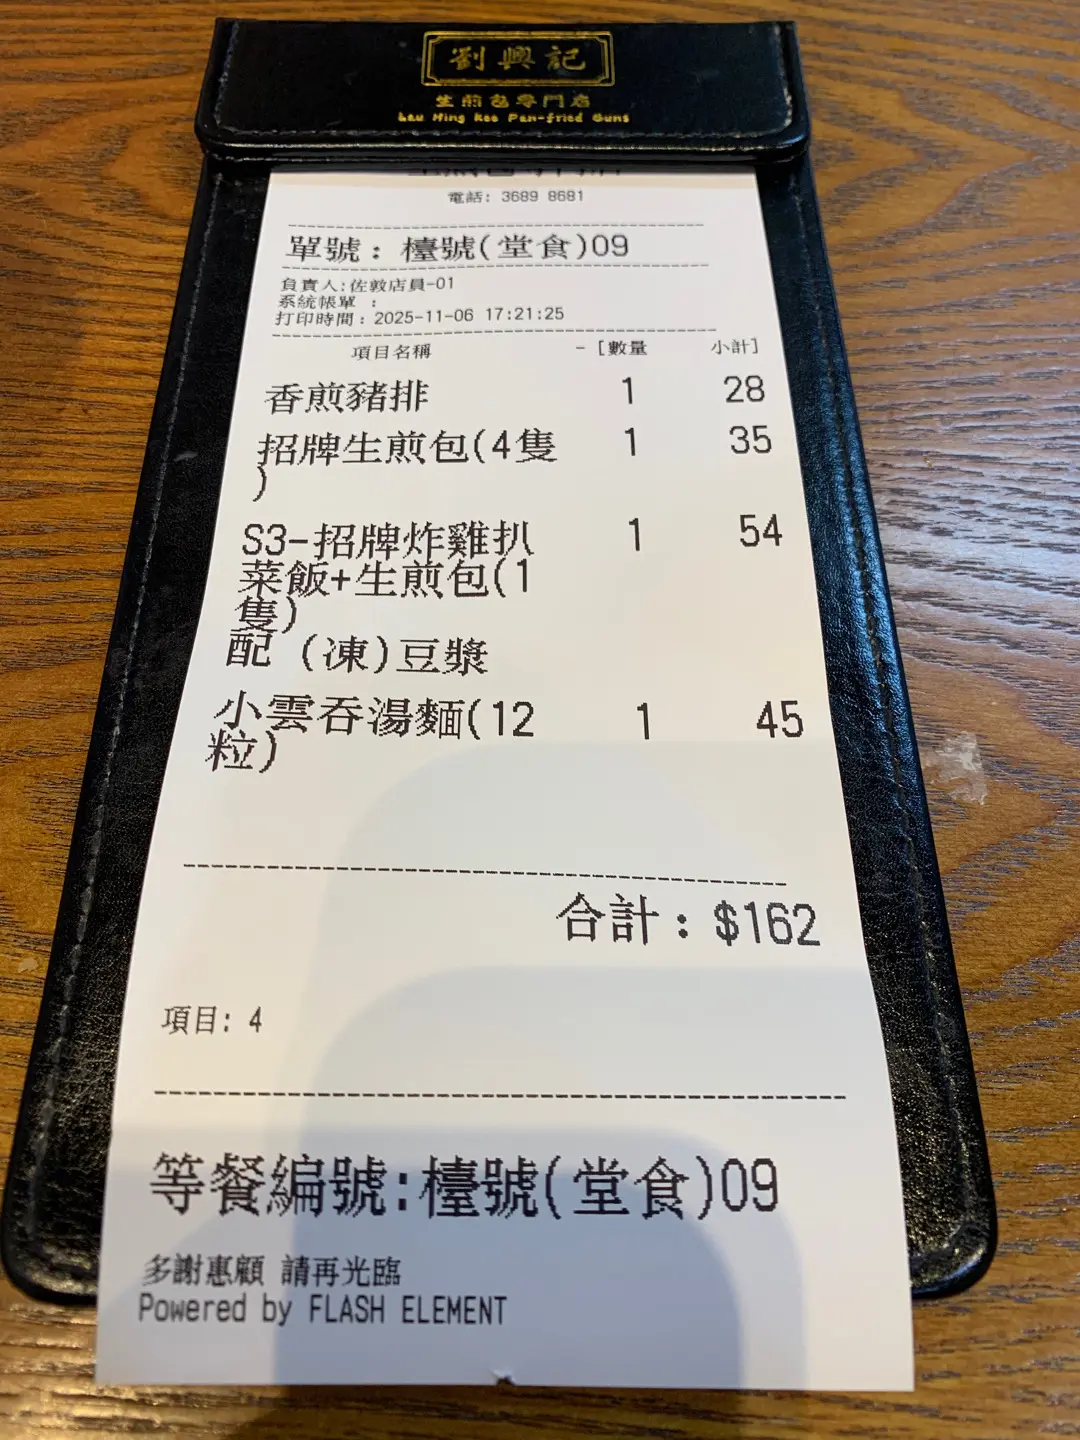 劉興記
生煎包專門店
Lau Hing Kee Pan-fried Buns
電話: 3689 8681
單號：檯號(堂食)09
負責人:佐敦店員-01
系統帳單 :
打印時間：2025-11-06 17:21:25
項目名稱 -[數量 小計]
香煎豬排 1 28
招牌生煎包(4隻 1 35
)
S3-招牌炸雞扒 1 54
菜飯+生煎包(1
隻)
配 (凍)豆漿
小雲吞湯麵(12 1 45
粒)
合計：$162
項目: 4
等餐編號:檯號(堂食)09
多謝惠顧 請再光臨
Powered by FLASH ELEMENT